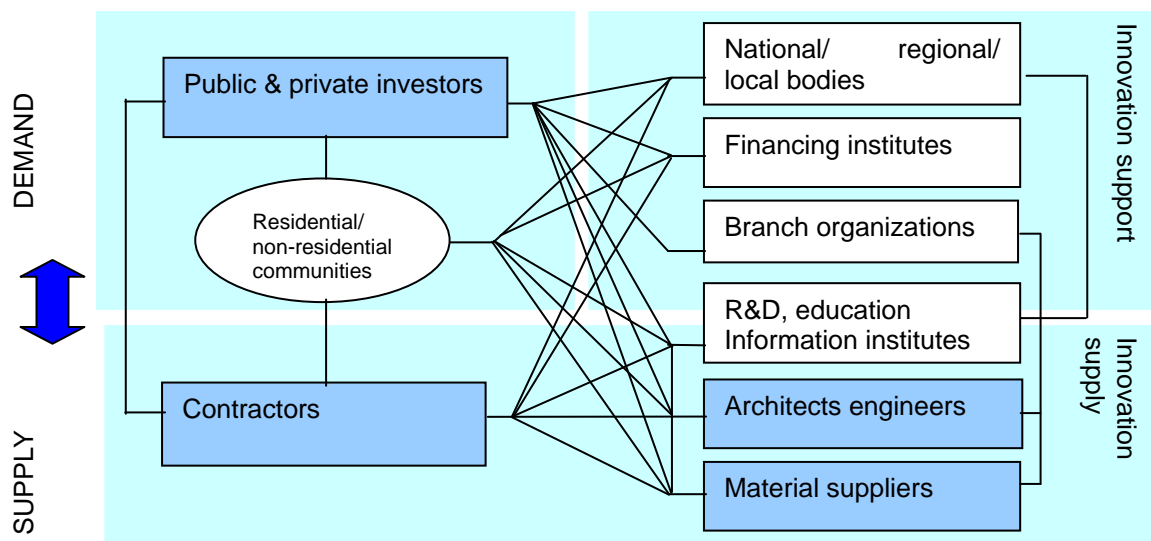 DEMAND
SUPPLY
Public & private investors
Residential/
non-residential
communities
Contractors
National/ regional/
local bodies
Financing institutes
Branch organizations
R&D, education
Information institutes
Architects engineers
Material suppliers
Innovation support
Innovation
supply